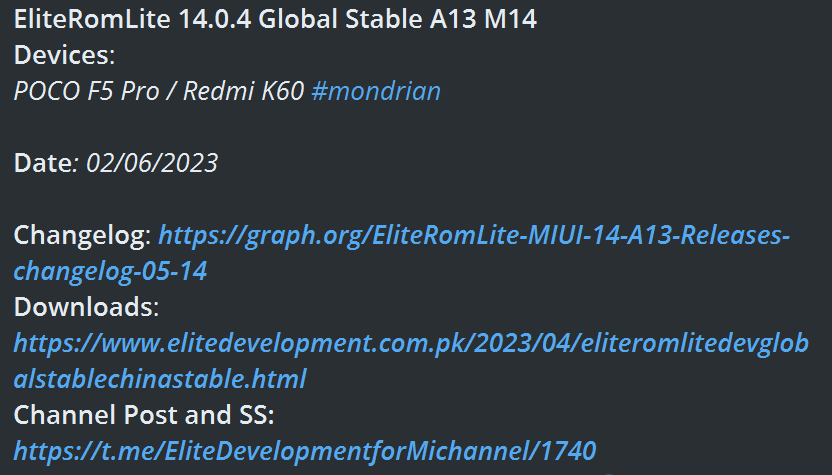 EliteRomLite 14.0.4 Global Stable A13 M14
Devices:
POCO F5 Pro / Redmi K60 #mondrian
Date: 02/06/2023
Changelog: https://graph.org/EliteRomLite-MIUI-14-A13-Releases-
changelog-05-14
Downloads:
https://www.elitedevelopment.com.pk/2023/04/eliteromlitedevglob
alstablechinastable.html
Channel Post and SS:
https://t.me/EliteDevelopmentforMichannel/1740